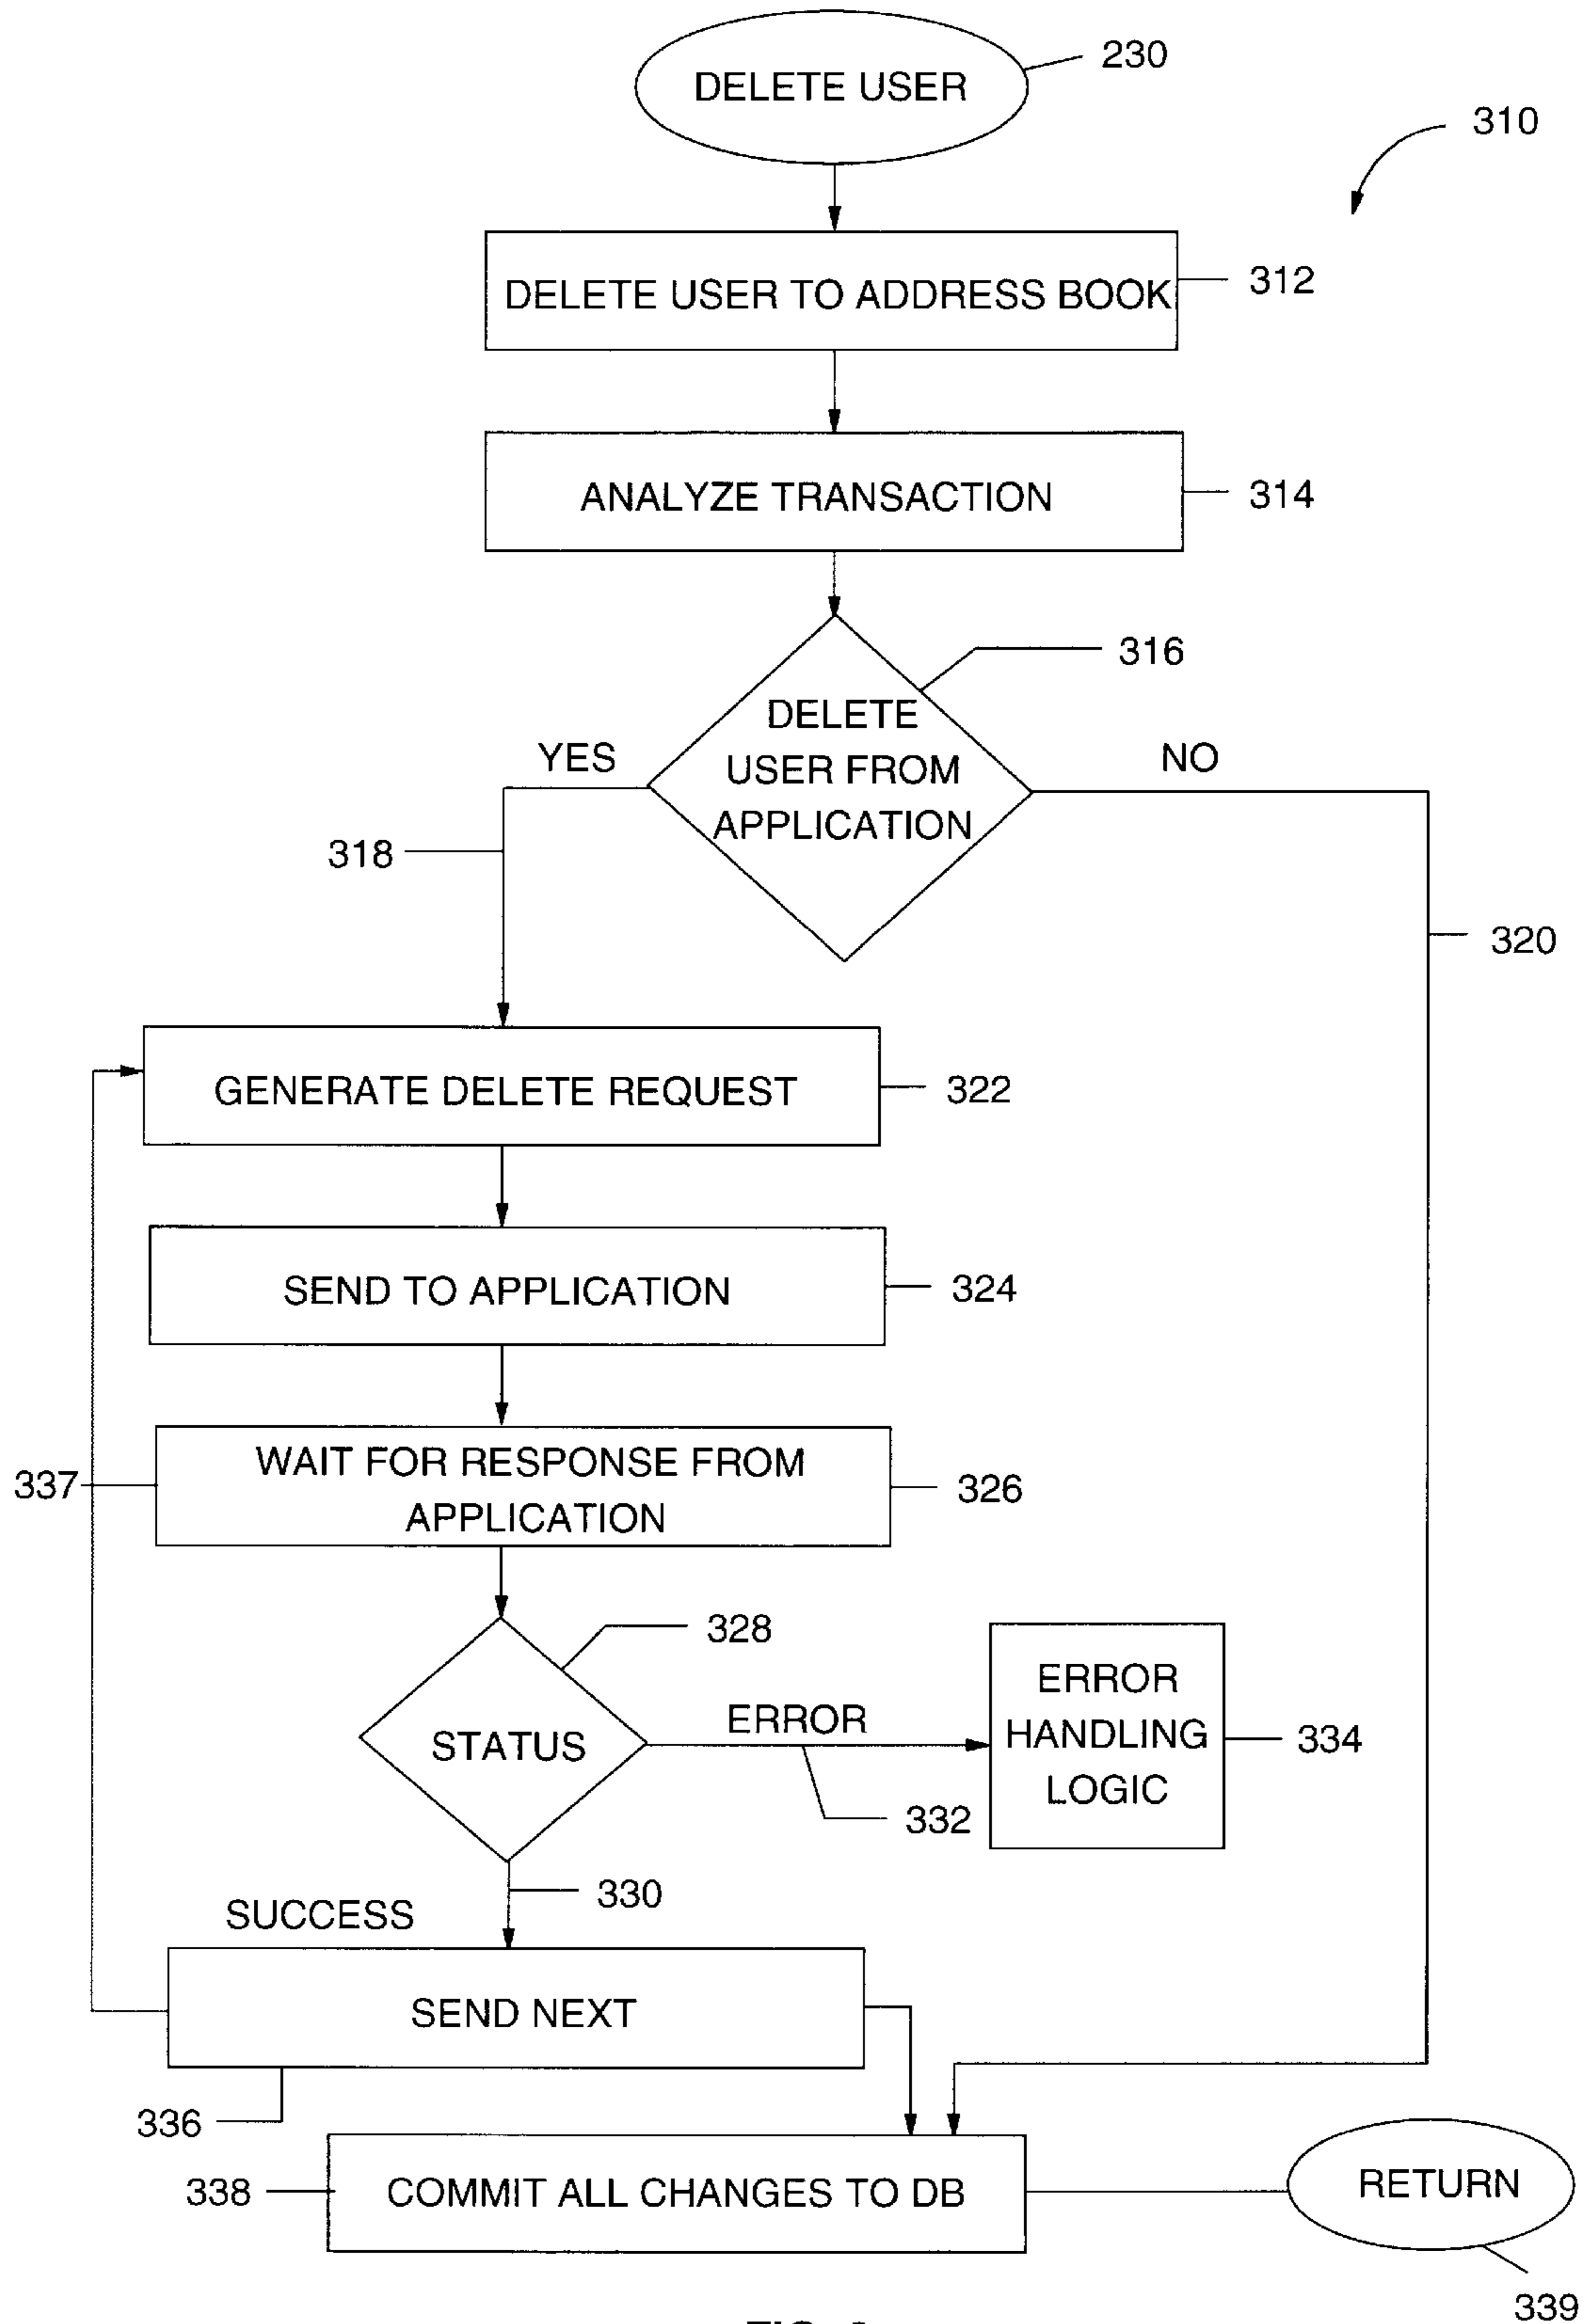 DELETE USER
230
310
DELETE USER TO ADDRESS BOOK
312
ANALYZE TRANSACTION
314
316
DELETE
USER FROM
APPLICATION
YES
NO
318
320
GENERATE DELETE REQUEST
322
SEND TO APPLICATION
324
WAIT FOR RESPONSE FROM
APPLICATION
337
326
328
STATUS
ERROR
ERROR
HANDLING
LOGIC
334
332
330
SUCCESS
SEND NEXT
336
338
COMMIT ALL CHANGES TO DB
RETURN
339